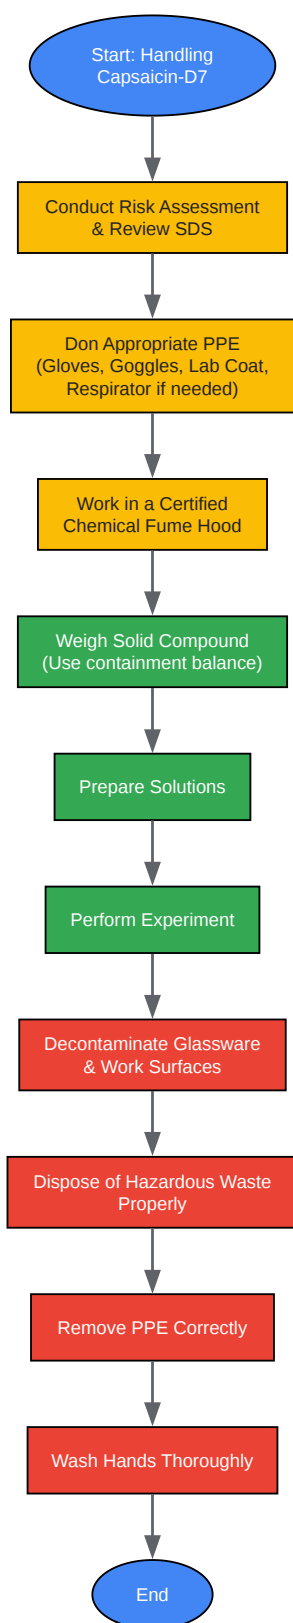 Start: Handling
Capsaicin-D7
Conduct Risk Assessment
& Review SDS
Don Appropriate PPE
(Gloves, Goggles, Lab Coat,
Respirator if needed)
Work in a Certified
Chemical Fume Hood
Weigh Solid Compound
(Use containment balance)
Prepare Solutions
Perform Experiment
Decontaminate Glassware
& Work Surfaces
Dispose of Hazardous Waste
Properly
Remove PPE Correctly
Wash Hands Thoroughly
End